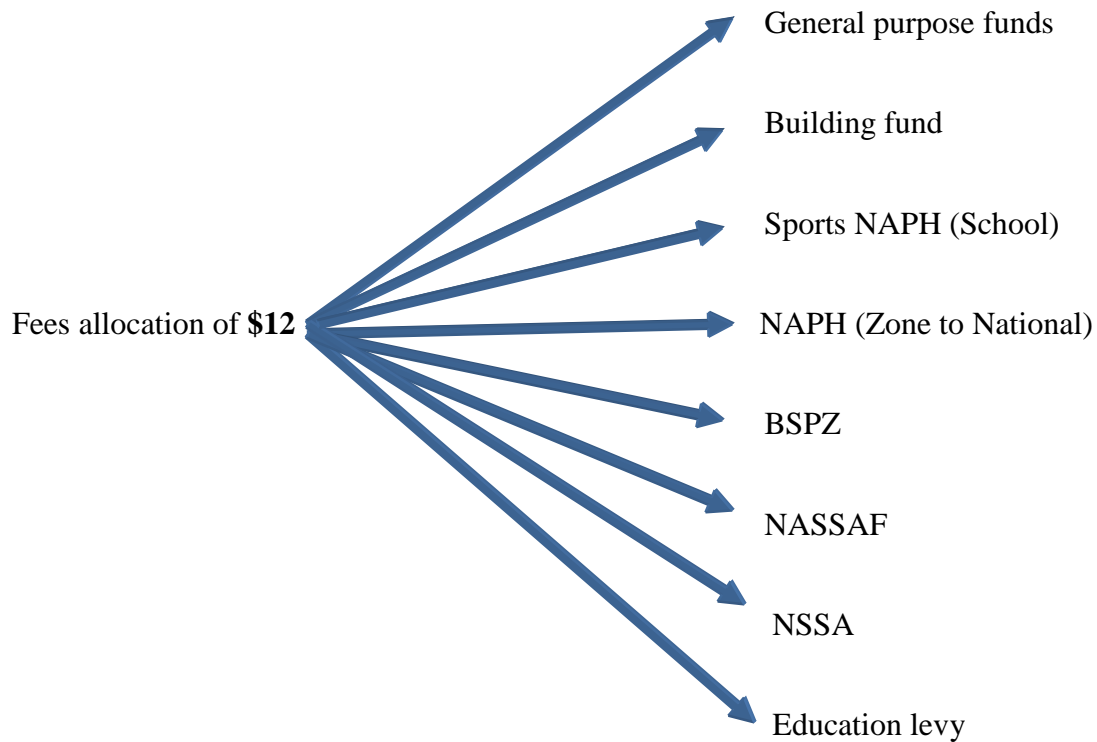 General purpose funds
Building fund
Sports NAPH (School)
Fees allocation of $12
NAPH (Zone to National)
BSPZ
NASSAF
NSSA
Education levy